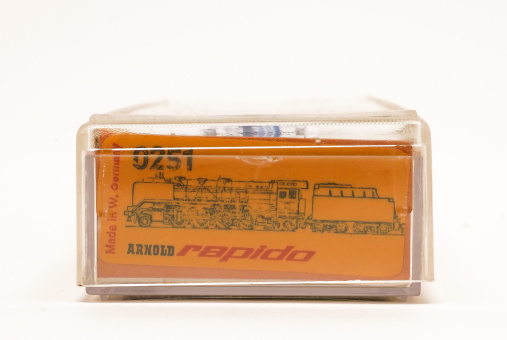 0251
Made in W. Germany
ARNOLD rapido